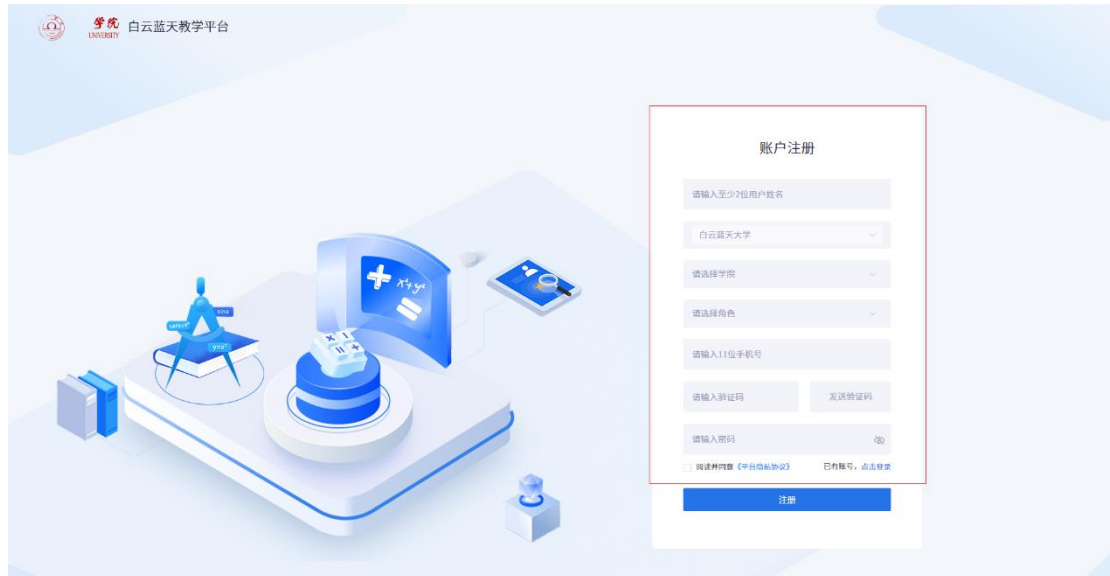 学院
UNIVERSITY
白云蓝天教学平台
账户注册
请输入至少2位用户姓名
白云蓝天大学
请选择学院
请选择角色
请输入11位手机号
请输入验证码 发送验证码
请输入密码
阅读并同意《平台隐私协议》 已有账号，点击登录
注册
x²+y²
sina
yex²